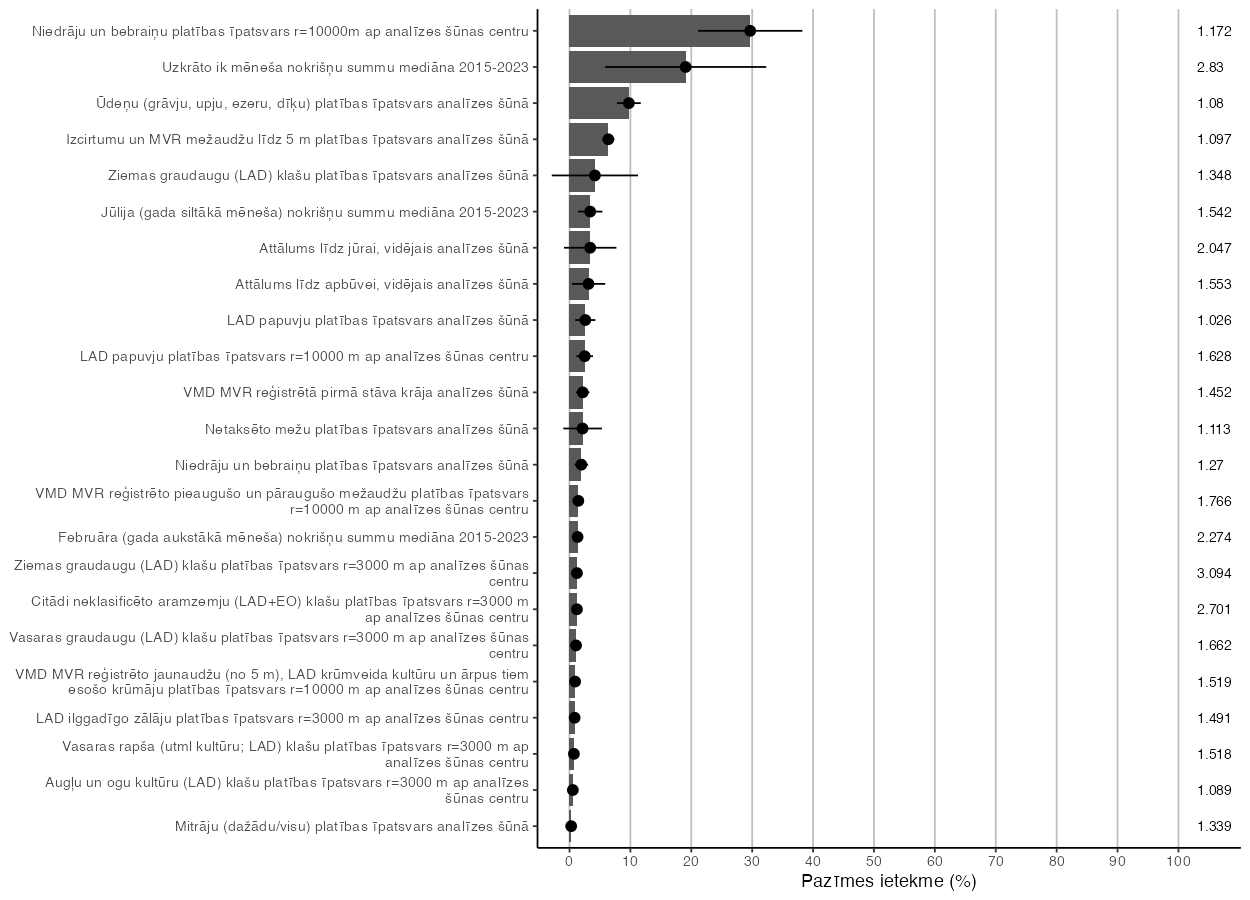 Niedrāju un bebraiņu platības īpatsvars r=10000m ap analīzes šūnas centru 1.172
Uzkrāto ik mēneša nokrišņu summu mediāna 2015-2023 2.83
Ūdeņu (grāvju, upju, ezeru, dīķu) platības īpatsvars analīzes šūnā 1.08
Izcirtumu un MVR mežaudžu līdz 5 m platības īpatsvars analīzes šūnā 1.097
Ziemas graudaugu (LAD) klašu platības īpatsvars analīzes šūnā 1.348
Jūlija (gada siltākā mēneša) nokrišņu summu mediāna 2015-2023 1.542
Attālums līdz jūrai, vidējais analīzes šūnā 2.047
Attālums līdz apbūvei, vidējais analīzes šūnā 1.553
LAD papuvju platības īpatsvars analīzes šūnā 1.026
LAD papuvju platības īpatsvars r=10000 m ap analīzes šūnas centru 1.628
VMD MVR reģistrētā pirmā stāva krāja analīzes šūnā 1.452
Netaksēto mežu platības īpatsvars analīzes šūnā 1.113
Niedrāju un bebraiņu platības īpatsvars analīzes šūnā 1.27
VMD MVR reģistrēto pieaugušo un pāraugušo mežaudžu platības īpatsvars
r=10000 m ap analīzes šūnas centru 1.766
Februāra (gada aukstākā mēneša) nokrišņu summu mediāna 2015-2023 2.274
Ziemas graudaugu (LAD) klašu platības īpatsvars r=3000 m ap analīzes šūnas
centru 3.094
Citādi neklasificēto aramzemju (LAD+EO) klašu platības īpatsvars r=3000 m
ap analīzes šūnas centru 2.701
Vasaras graudaugu (LAD) klašu platības īpatsvars r=3000 m ap analīzes šūnas
centru 1.662
VMD MVR reģistrēto jaunaudžu (no 5 m), LAD krūmveida kultūru un ārpus tiem
esošo krūmāju platības īpatsvars r=10000 m ap analīzes šūnas centru 1.519
LAD ilggadīgo zālāju platības īpatsvars r=3000 m ap analīzes šūnas centru 1.491
Vasaras rapša (utml kultūru; LAD) klašu platības īpatsvars r=3000 m ap
analīzes šūnas centru 1.518
Augļu un ogu kultūru (LAD) klašu platības īpatsvars r=3000 m ap analīzes
šūnas centru 1.089
Mitrāju (dažādu/visu) platības īpatsvars analīzes šūnā 1.339
0 10 20 30 40 50 60 70 80 90 100
Pazīmes ietekme (%)